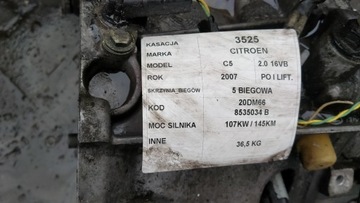 KASACJA 3525
MARKA CITROEN
MODEL C5 2.0 16VB
ROK 2007 PO I LIFT.
SKRZYNIA BIEGÓW 5 BIEGOWA
KOD 20DM66
8535034 B
MOC SILNIKA 107KW / 145KM
INNE 36,5 KG